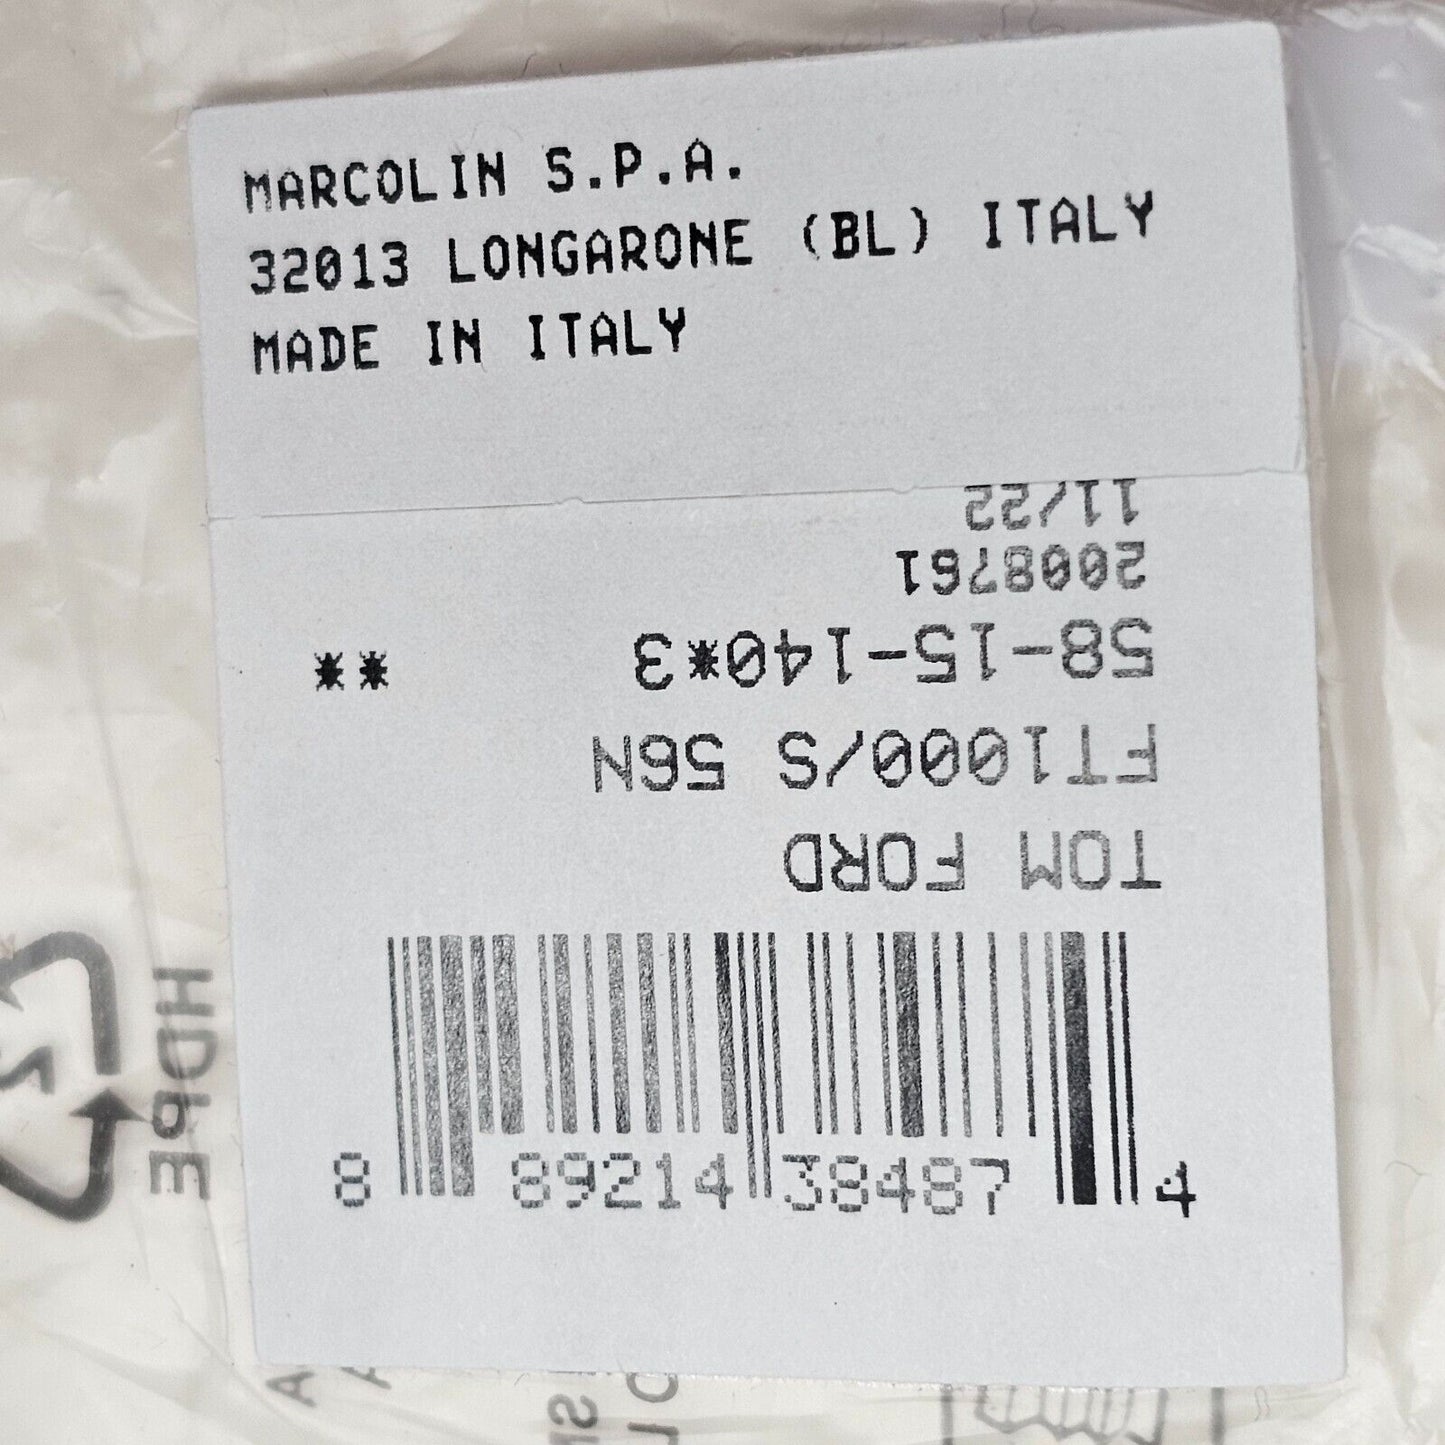 MARCOLIN S.P.A.
32013 LONGARONE (BL) ITALY
MADE IN ITALY
TOM FORD
FT1000/S 56N
58-15-140*3 **
2008761
11/22
8 89214 38487 4
2
HDPE